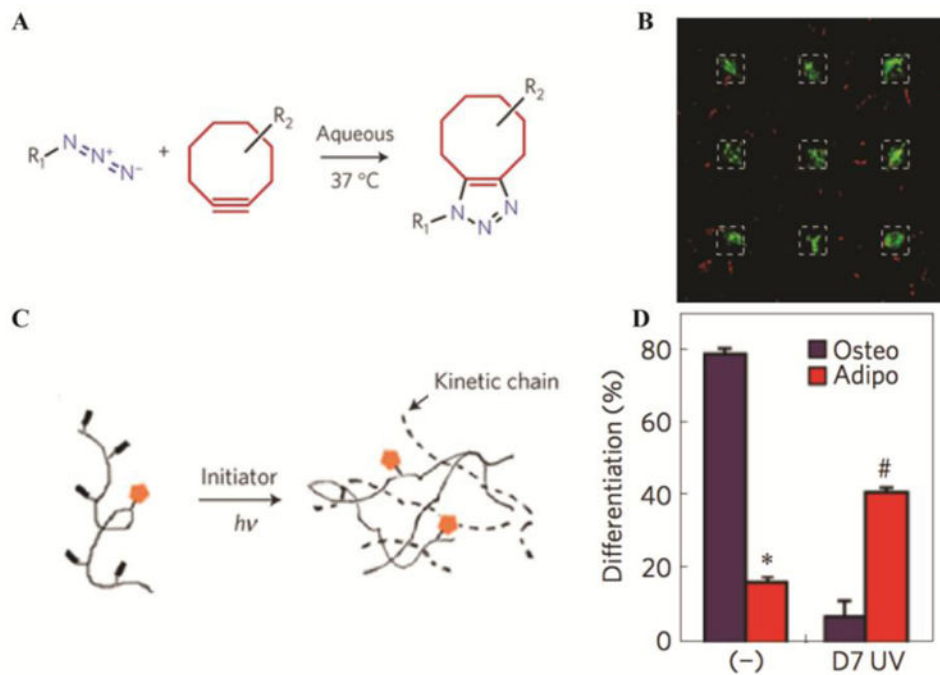 A
R₁
N
N⁺
N⁻
+
R₂
Aqueous
37 °C
R₂
R₁
N
N
N
B
C
Initiator
hν
Kinetic chain
D
Differentiation (%)
80
60
40
20
0
Osteo
Adipo
*
#
(−)
D7 UV